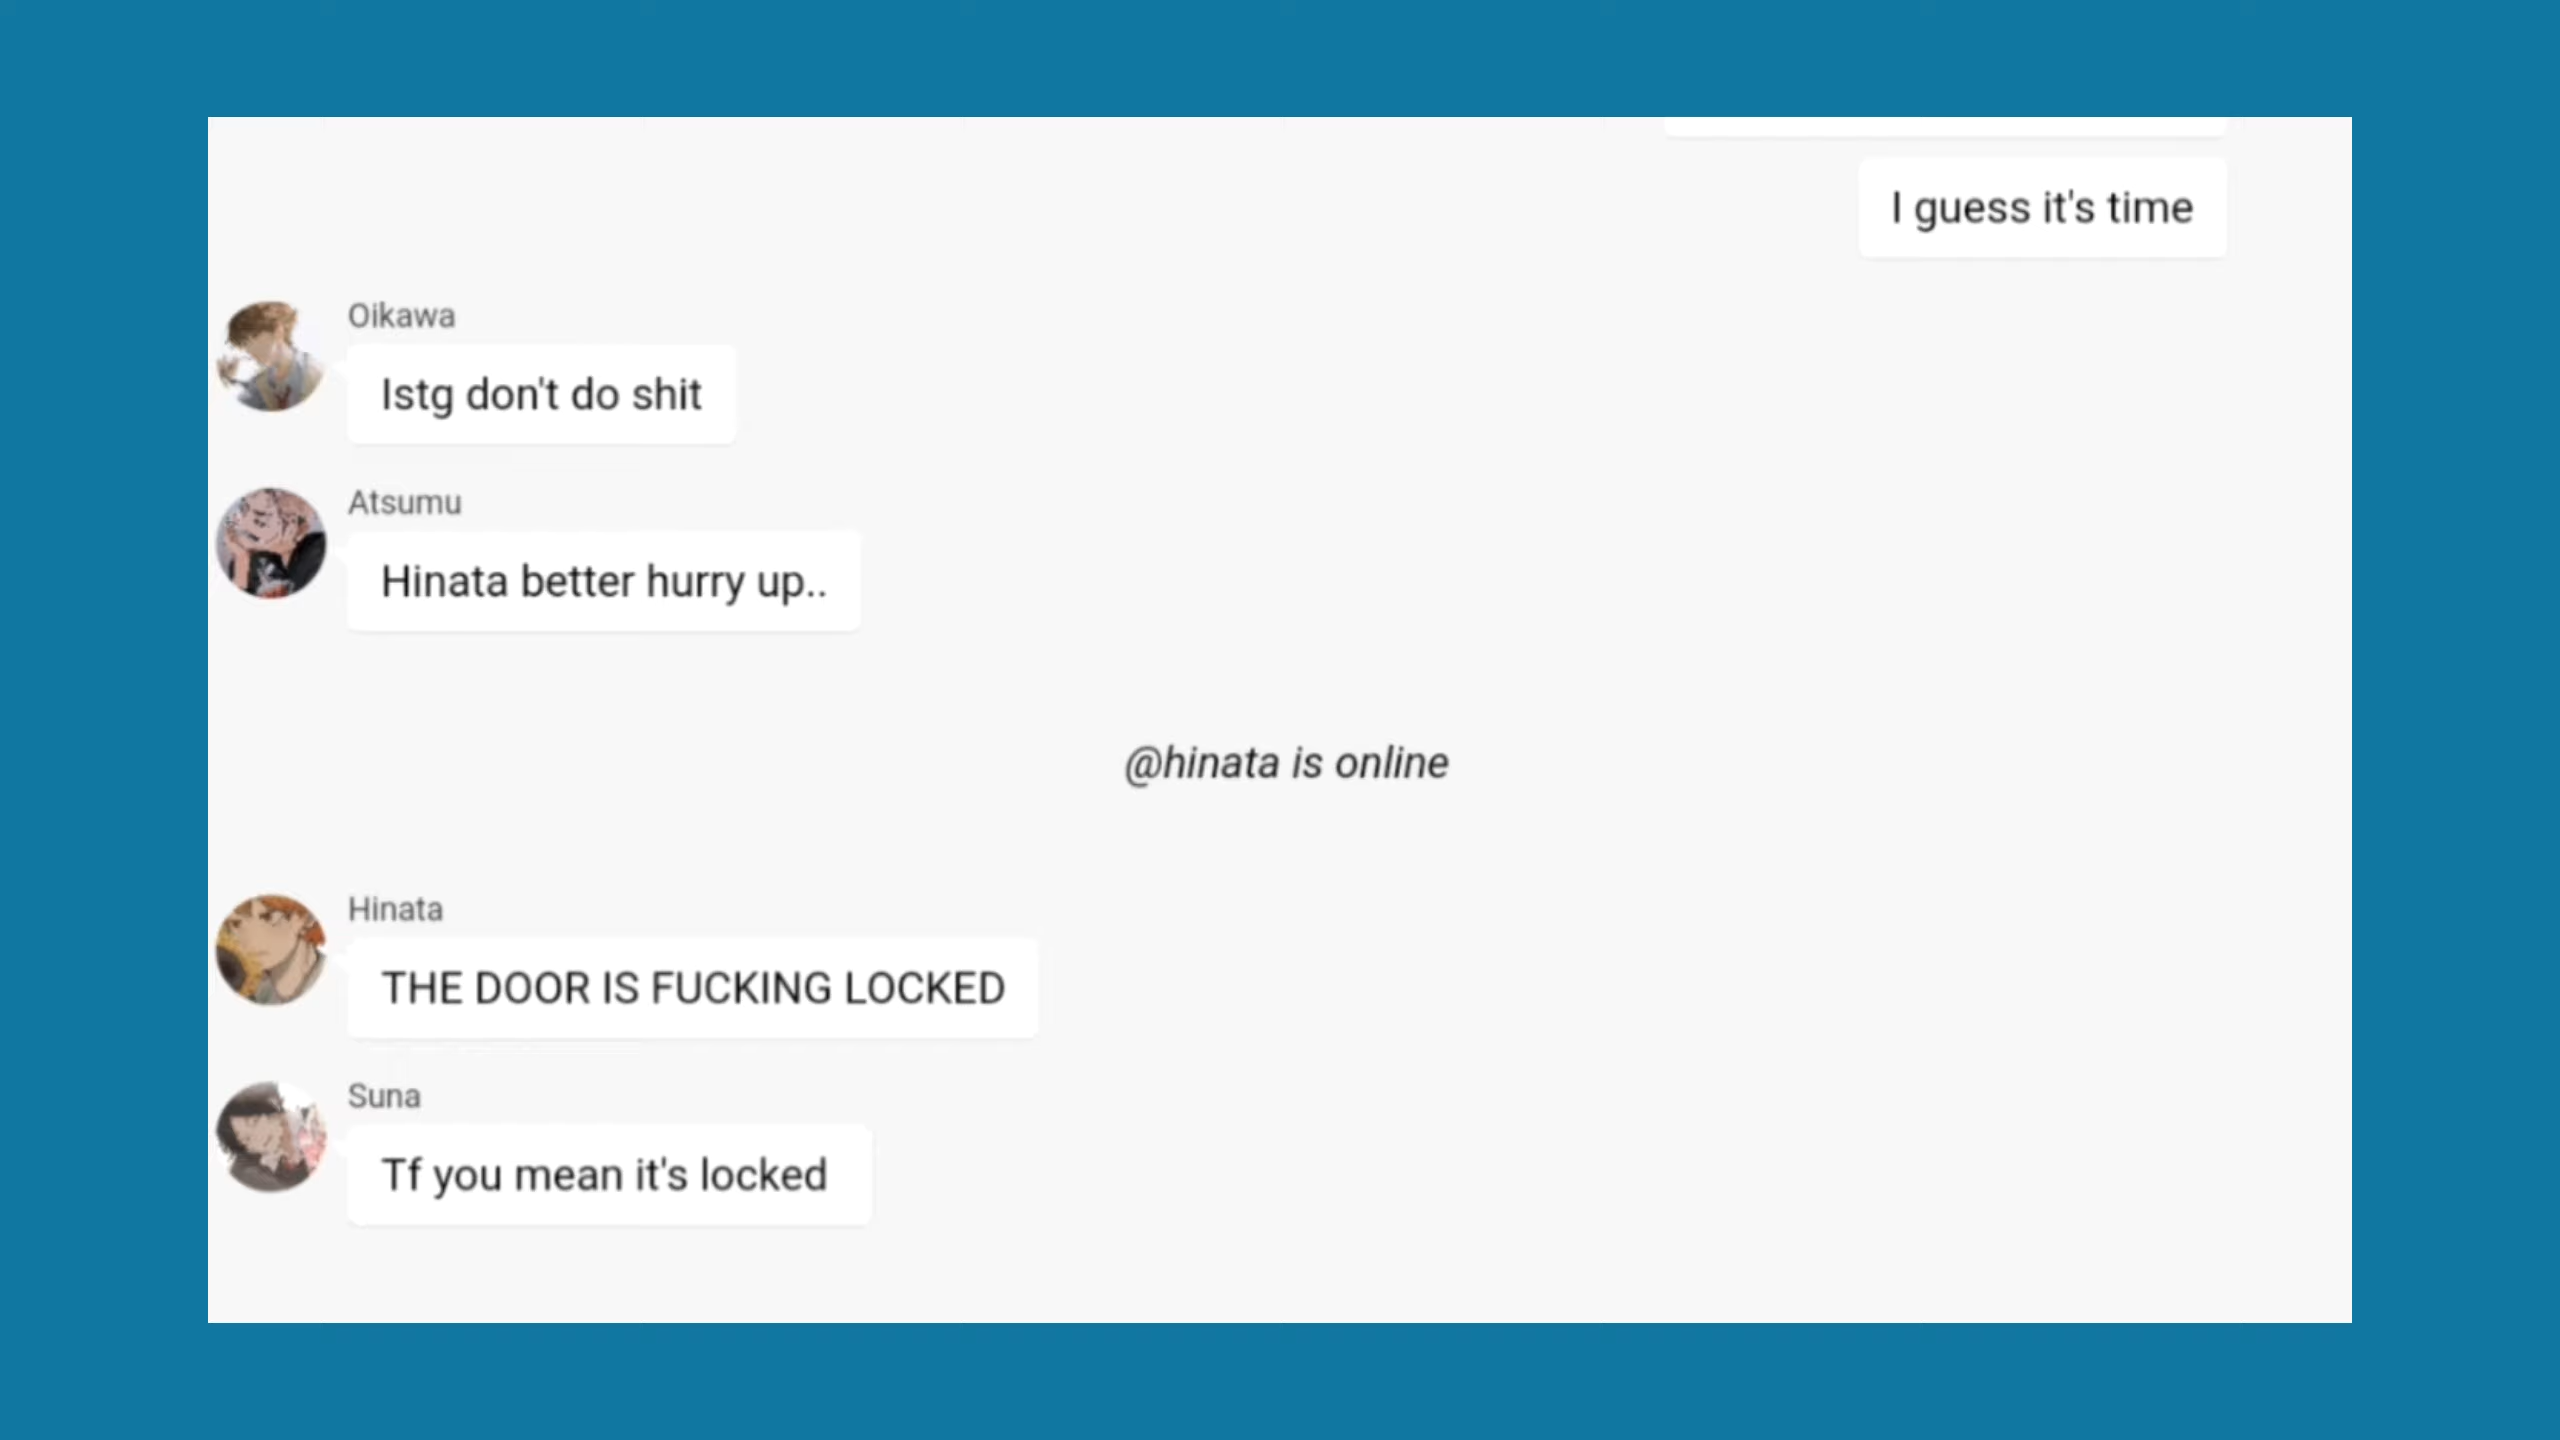 I guess it's time
Oikawa
Istg don't do shit
Atsumu
Hinata better hurry up..
@hinata is online
Hinata
THE DOOR IS FUCKING LOCKED
Suna
Tf you mean it's locked